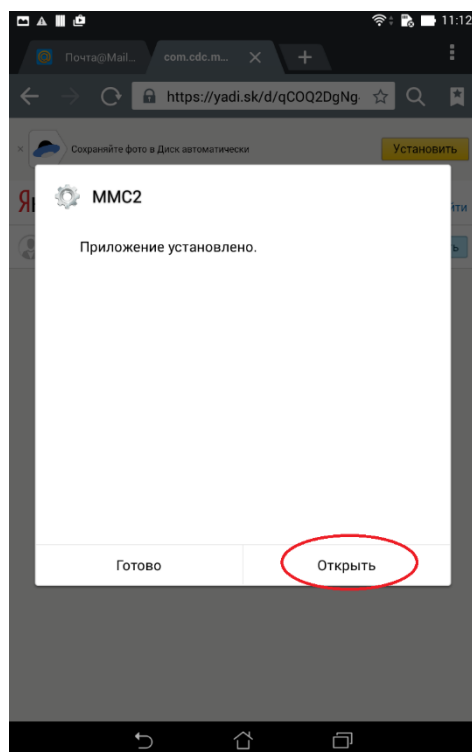 11:12
Почта@Mail...
com.cdc.m...
https://yadi.sk/d/qCOQ2DgNg
Сохраняйте фото в Диск автоматически
Установить
MMC2
Приложение установлено.
Готово
Открыть